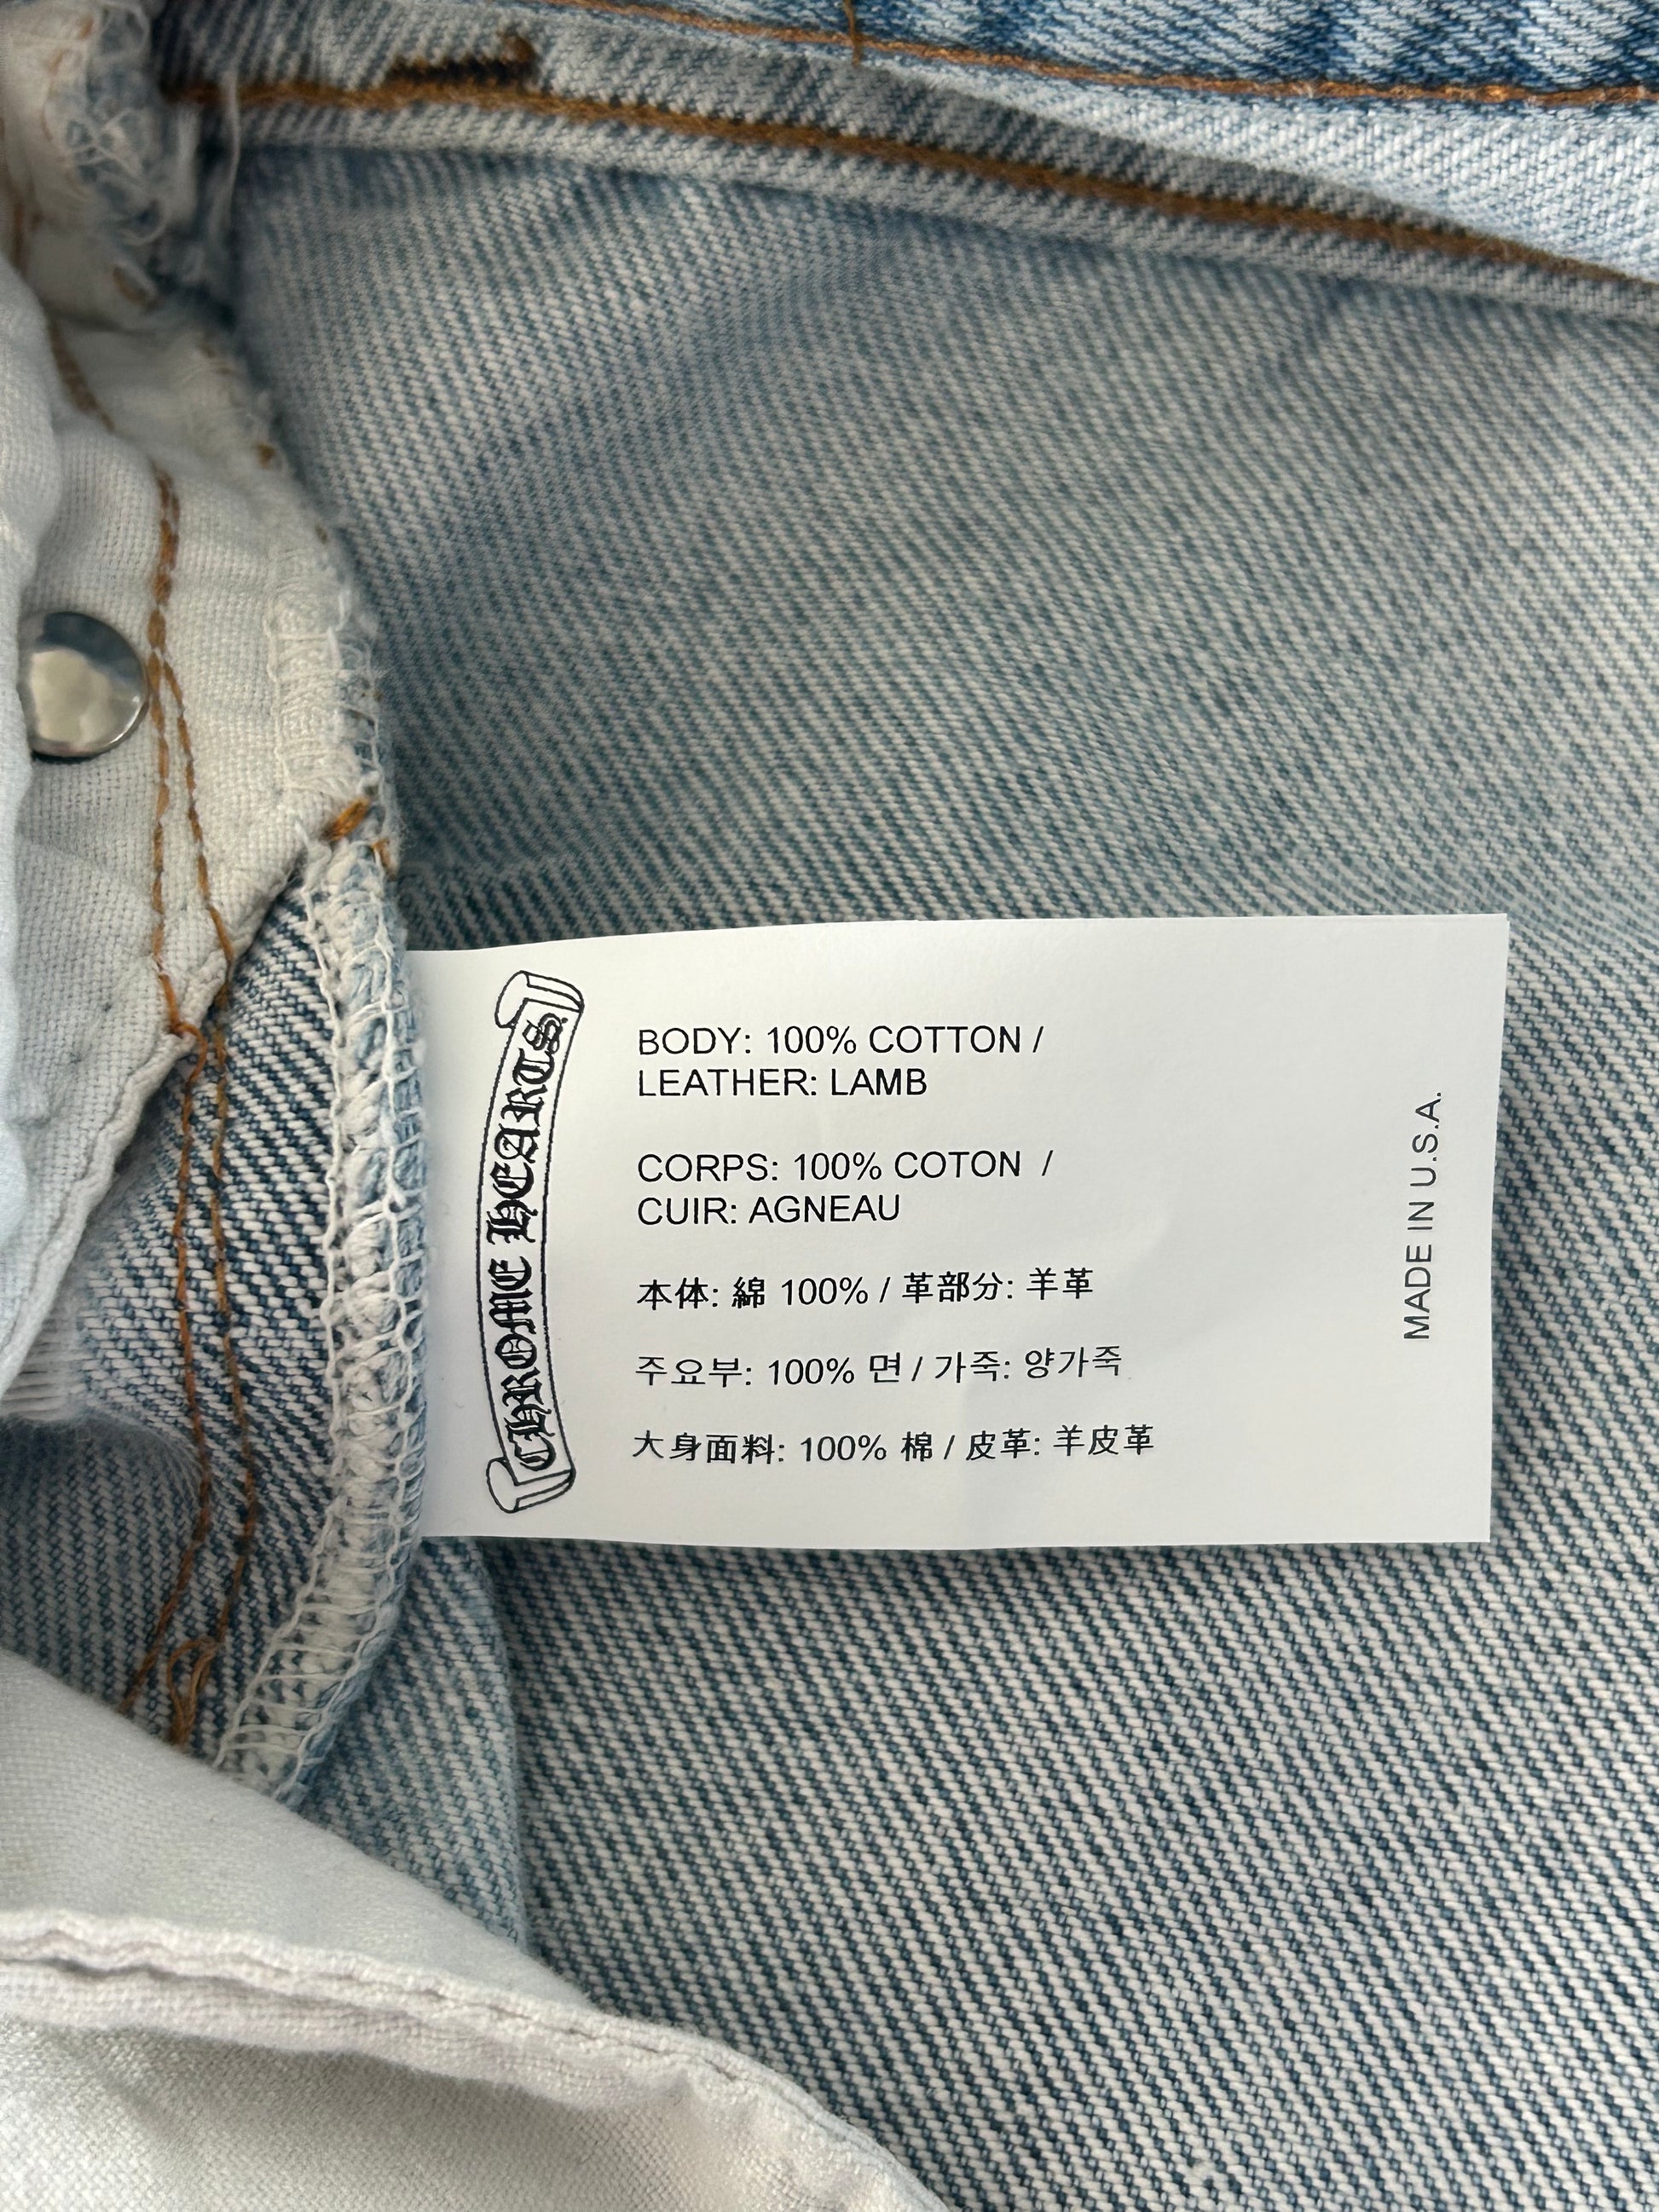 CHROME HEARTS
BODY: 100% COTTON /
LEATHER: LAMB
CORPS: 100% COTON /
CUIR: AGNEAU
本体: 綿 100% / 革部分: 羊革
주요부: 100% 면 / 가죽: 양가죽
大身面料: 100% 棉 / 皮革: 羊皮革
MADE IN U.S.A.